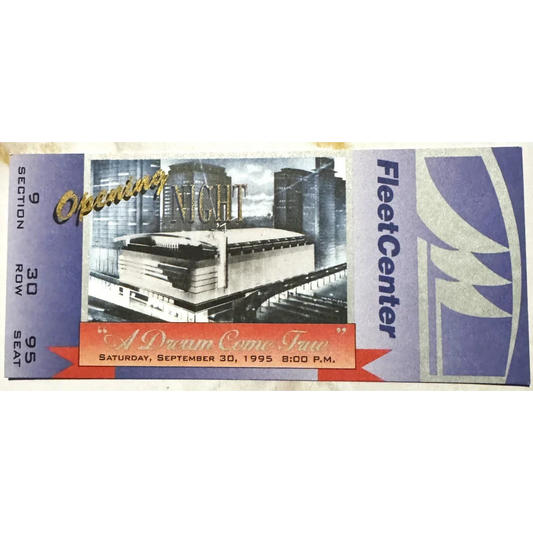 SECTION 9
ROW 30
SEAT 95
Opening
NIGHT
"A Dream Come True"
SATURDAY, SEPTEMBER 30, 1995 8:00 P.M.
FleetCenter